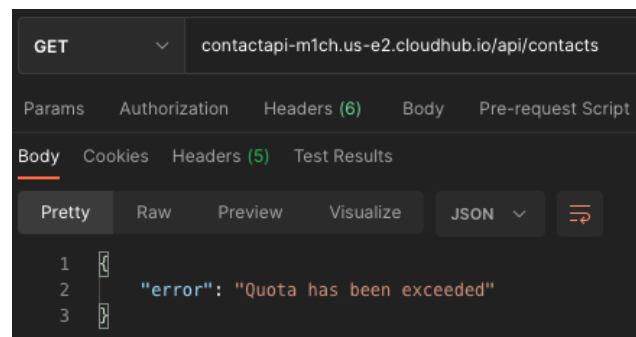 GET contactapi-m1ch.us-e2.cloudhub.io/api/contacts
Params Authorization Headers (6) Body Pre-request Script
Body Cookies Headers (5) Test Results
Pretty Raw Preview Visualize JSON
1 {
2 "error": "Quota has been exceeded"
3 }